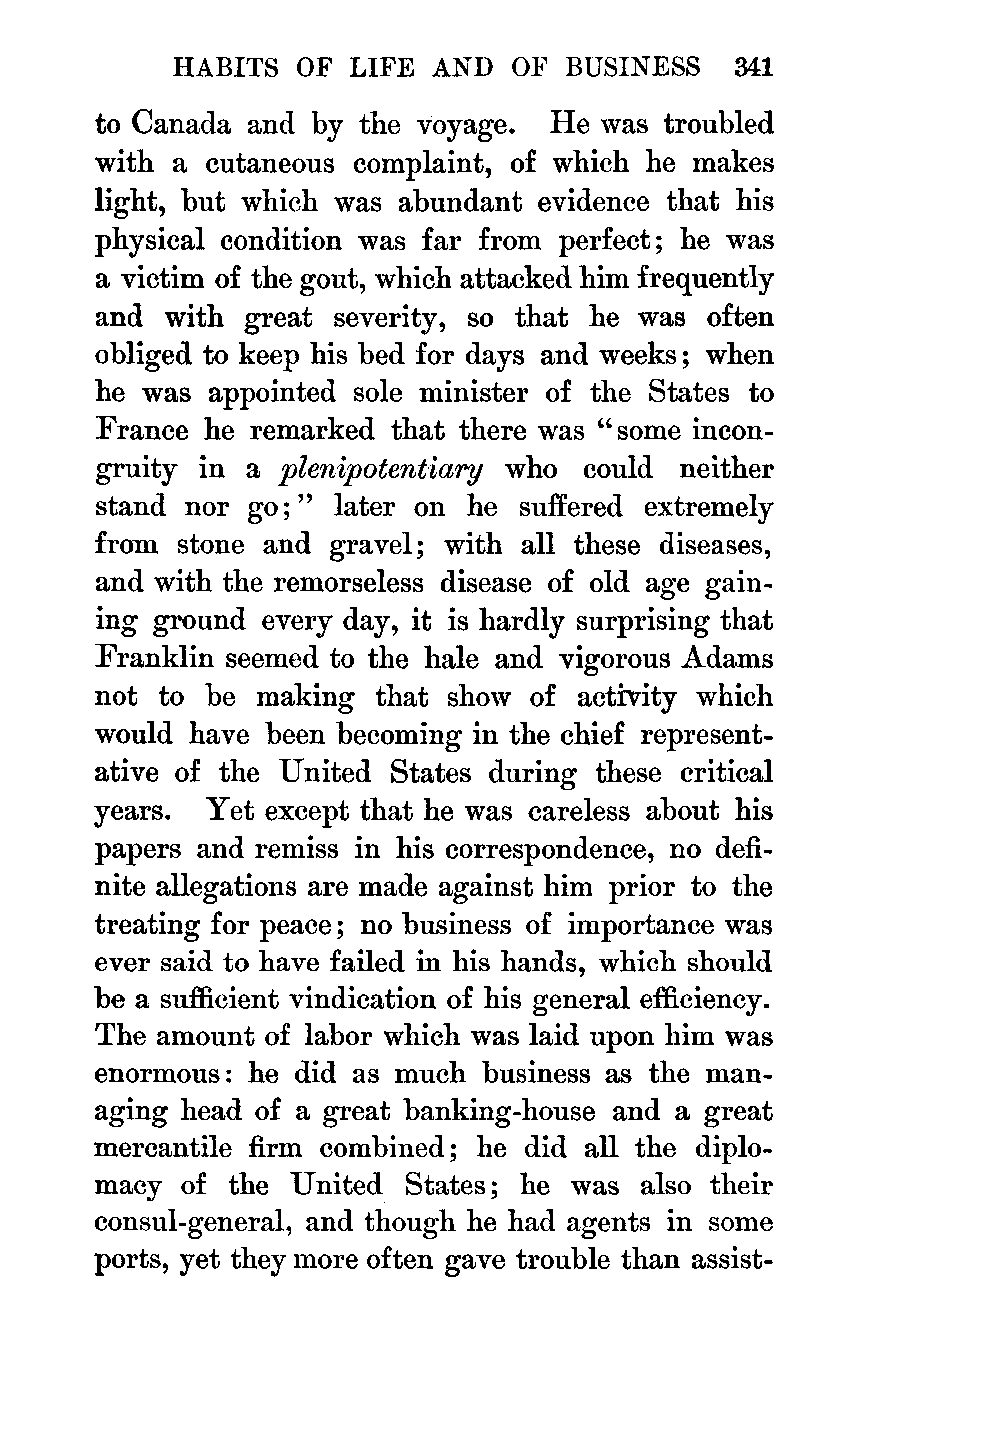 HABITS OF LIFE AND OF BUSINESS 341
to Canada and by the voyage. He was troubled
with a cutaneous complaint, of which he makes
light, but which was abundant evidence that his
physical condition was far from perfect; he was
a victim of the gout, which attacked him frequently
and with great severity, so that he was often
obliged to keep his bed for days and weeks; when
he was appointed sole minister of the States to
France he remarked that there was “some incon-
gruity in a plenipotentiary who could neither
stand nor go;” later on he suffered extremely
from stone and gravel; with all these diseases,
and with the remorseless disease of old age gain-
ing ground every day, it is hardly surprising that
Franklin seemed to the hale and vigorous Adams
not to be making that show of activity which
would have been becoming in the chief represent-
ative of the United States during these critical
years. Yet except that he was careless about his
papers and remiss in his correspondence, no defi-
nite allegations are made against him prior to the
treating for peace; no business of importance was
ever said to have failed in his hands, which should
be a sufficient vindication of his general efficiency.
The amount of labor which was laid upon him was
enormous: he did as much business as the man-
aging head of a great banking-house and a great
mercantile firm combined; he did all the diplo-
macy of the United States; he was also their
consul-general, and though he had agents in some
ports, yet they more often gave trouble than assist-